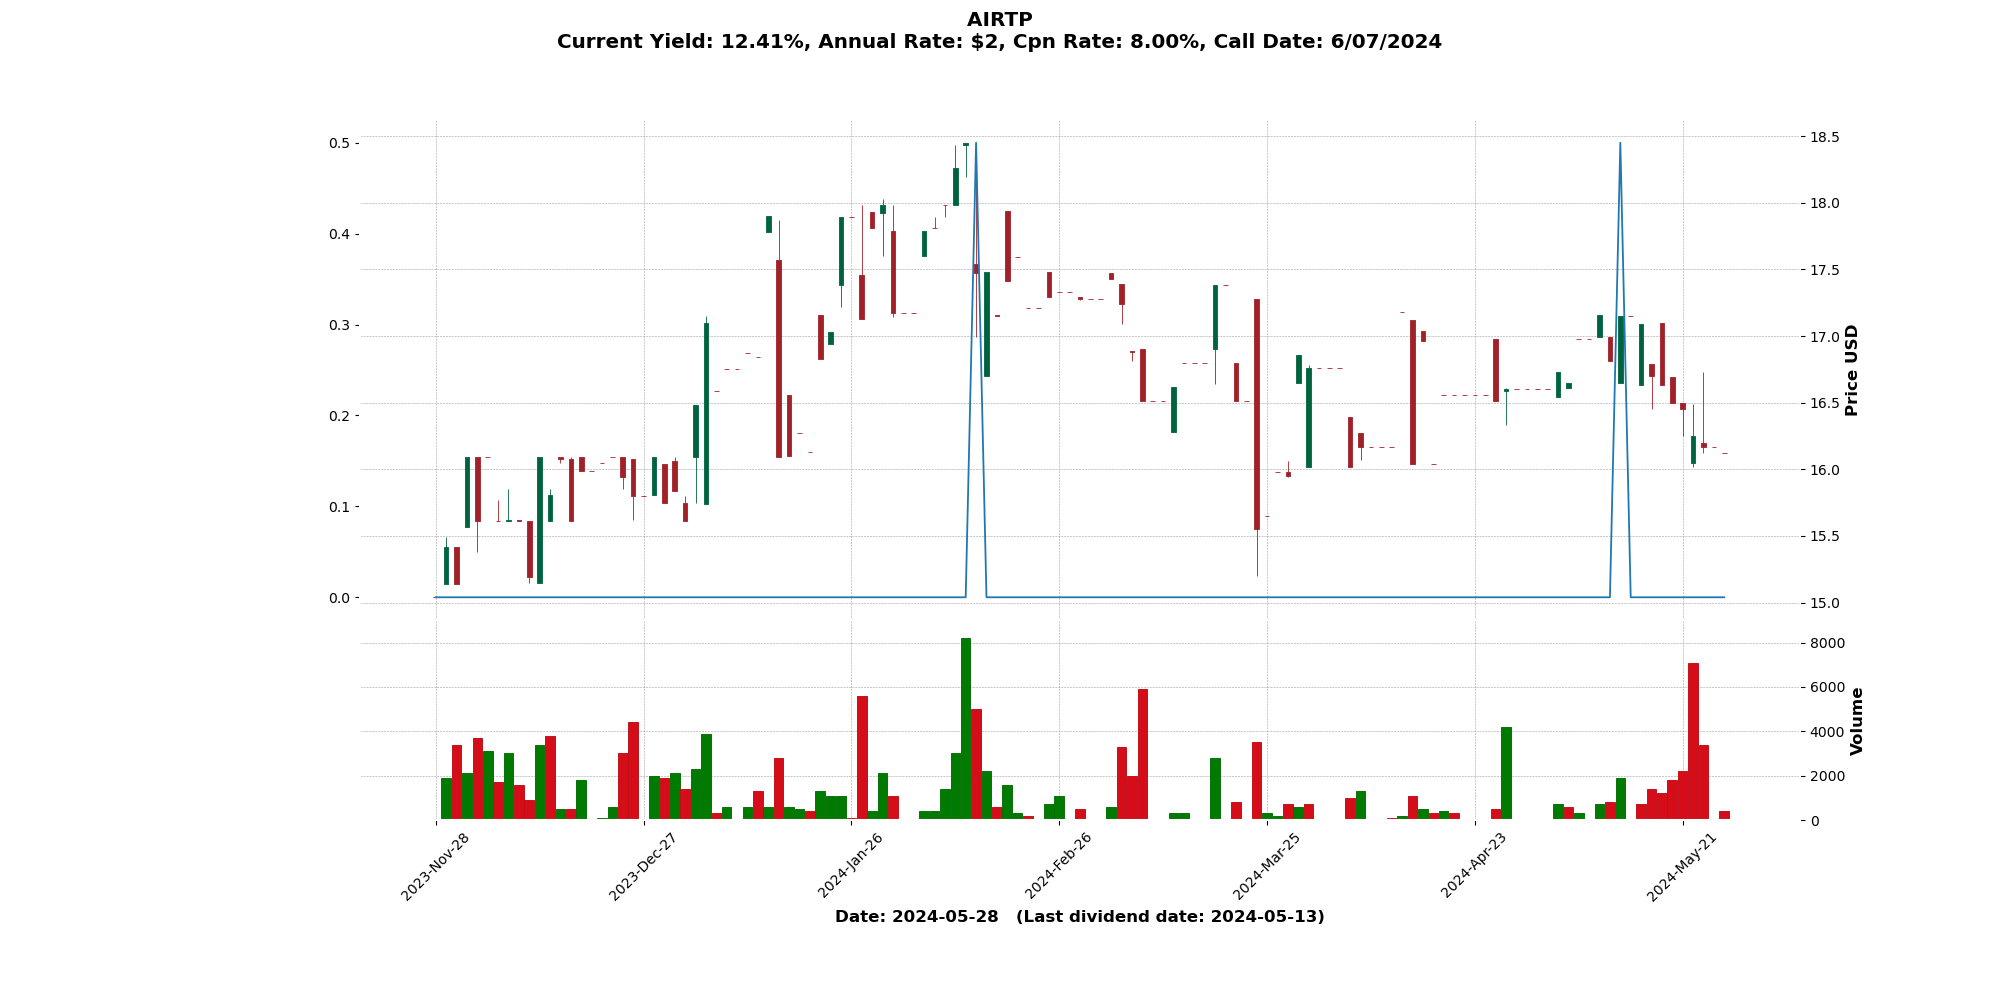 AIRTP
Current Yield: 12.41%, Annual Rate: $2, Cpn Rate: 8.00%, Call Date: 6/07/2024
0.5
0.4
0.3
0.2
0.1
0.0
18.5
18.0
17.5
17.0
16.5
16.0
15.5
15.0
Price USD
8000
6000
4000
2000
0
Volume
2023-Nov-28
2023-Dec-27
2024-Jan-26
2024-Feb-26
2024-Mar-25
2024-Apr-23
2024-May-21
Date: 2024-05-28 (Last dividend date: 2024-05-13)